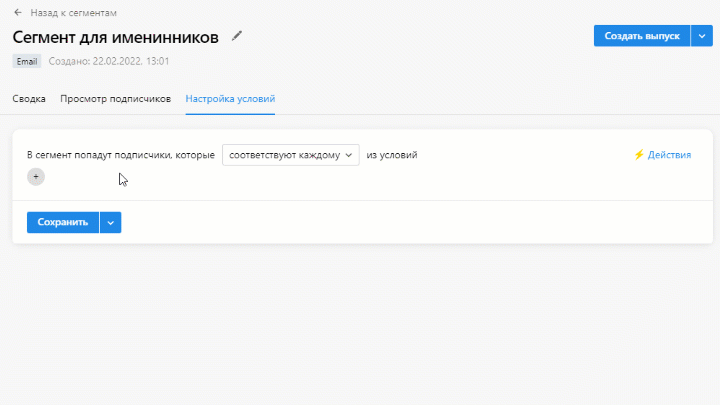 Назад к сегментам
Сегмент для именинников
Создать выпуск
Email Создано: 22.02.2022, 13:01
Сводка Просмотр подписчиков Настройка условий
В сегмент попадут подписчики, которые соответствуют каждому из условий Действия
+
Сохранить